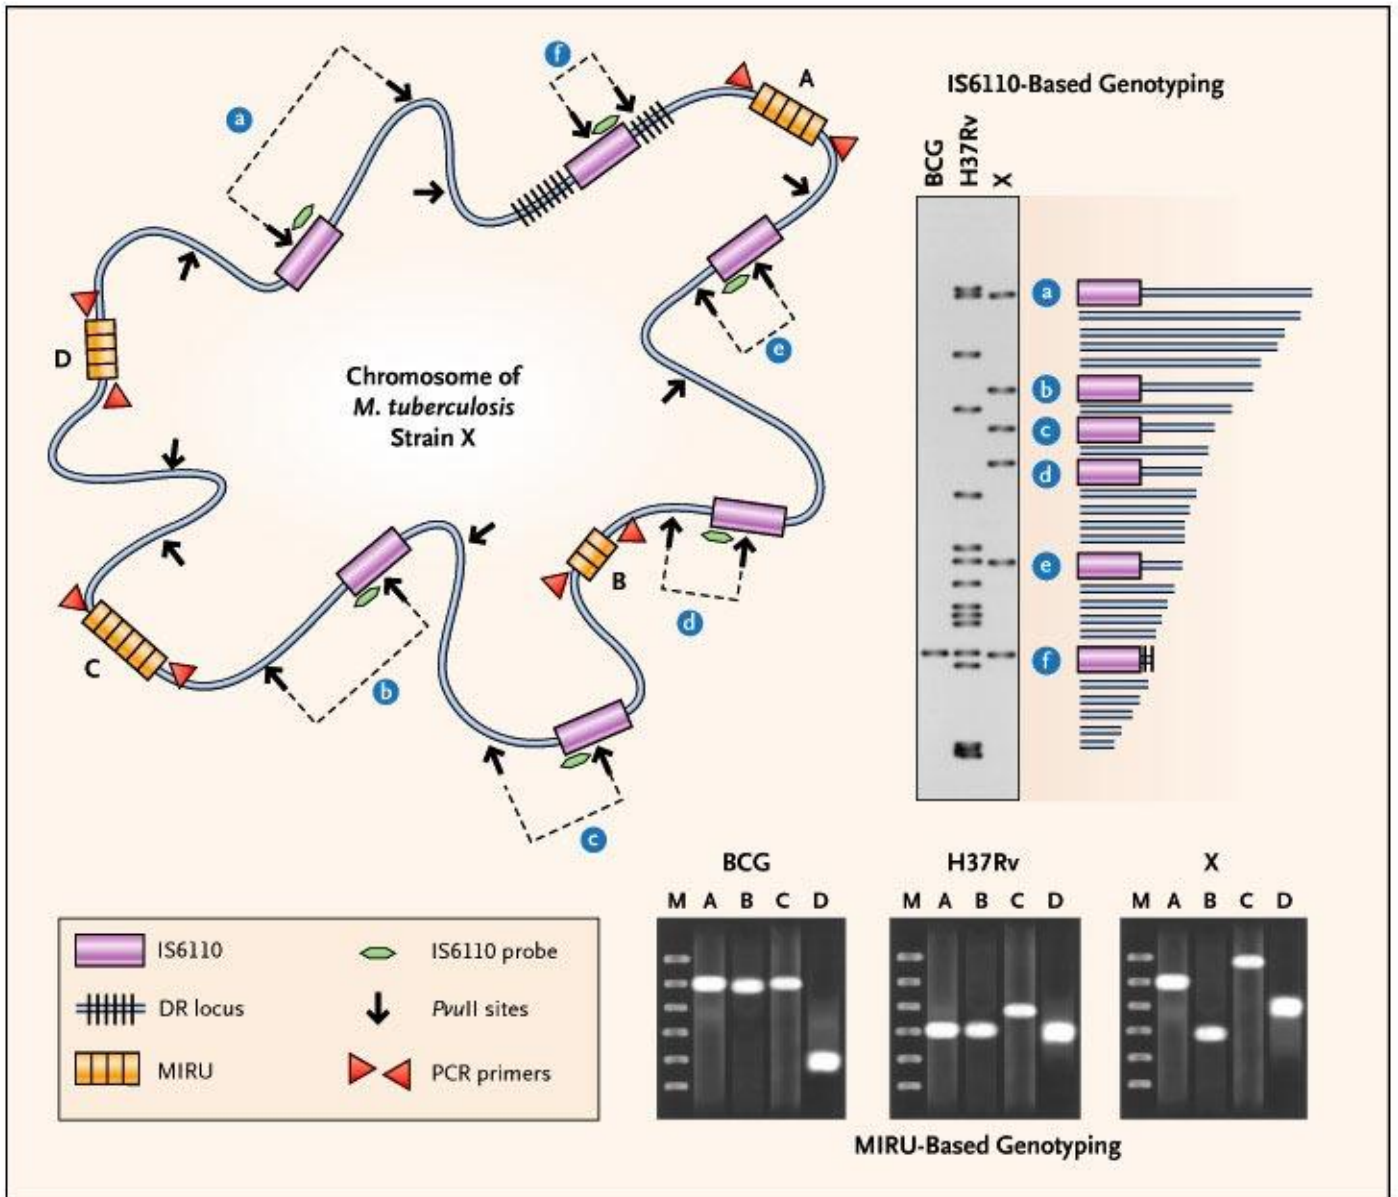 f
A
IS6110-Based Genotyping
a
BCG
H37Rv
X
a
D
e
b
Chromosome of
M. tuberculosis
Strain X
c
d
B
e
d
C
b
f
c
BCG
H37Rv
X
M A B C D
M A B C D
M A B C D
IS6110
IS6110 probe
DR locus
PvuII sites
MIRU
PCR primers
MIRU-Based Genotyping